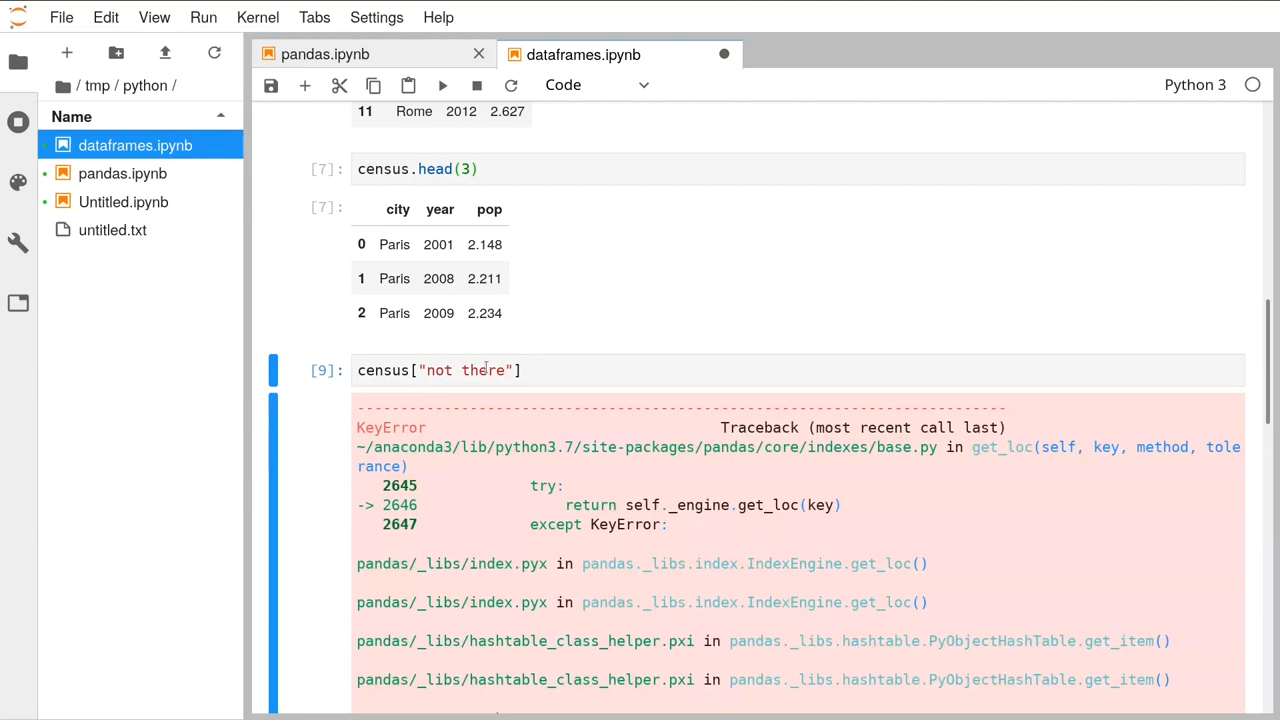 File Edit View Run Kernel Tabs Settings Help
pandas.ipynb
dataframes.ipynb
/ tmp / python /
Code
Python 3
Name
dataframes.ipynb
pandas.ipynb
Untitled.ipynb
untitled.txt
11 Rome 2012 2.627
[7]: census.head(3)
[7]: city year pop
0 Paris 2001 2.148
1 Paris 2008 2.211
2 Paris 2009 2.234
[9]: census["not there"]
---------------------------------------------------------------------------
KeyError Traceback (most recent call last)
~/anaconda3/lib/python3.7/site-packages/pandas/core/indexes/base.py in get_loc(self, key, method, tole
rance)
2645 try:
-> 2646 return self._engine.get_loc(key)
2647 except KeyError:
pandas/_libs/index.pyx in pandas._libs.index.IndexEngine.get_loc()
pandas/_libs/index.pyx in pandas._libs.index.IndexEngine.get_loc()
pandas/_libs/hashtable_class_helper.pxi in pandas._libs.hashtable.PyObjectHashTable.get_item()
pandas/_libs/hashtable_class_helper.pxi in pandas._libs.hashtable.PyObjectHashTable.get_item()